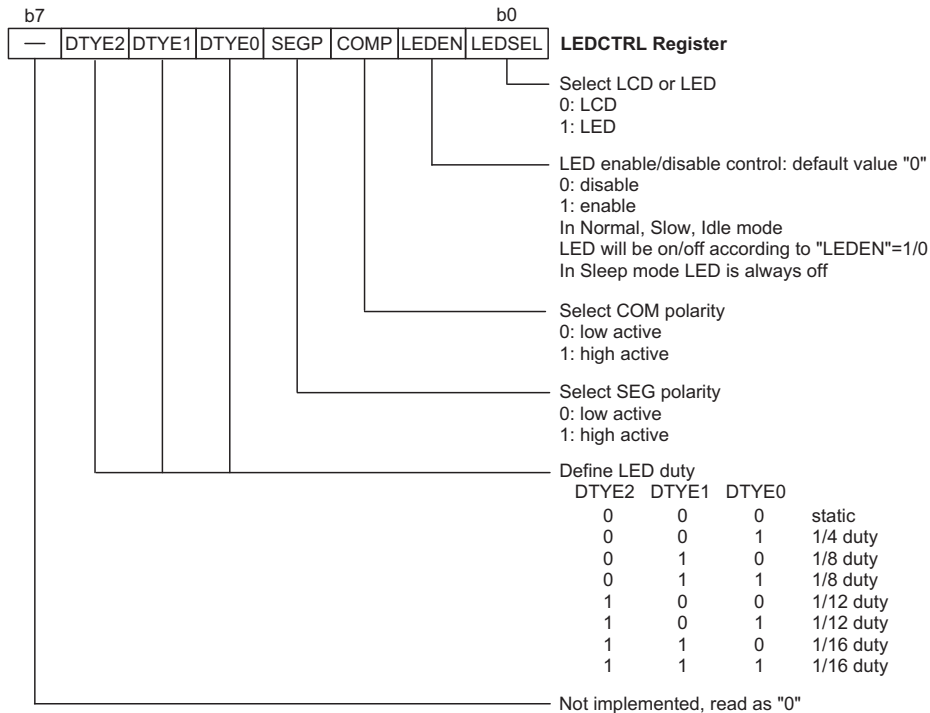 b7 b0
— DTYE2 DTYE1 DTYE0 SEGP COMP LEDEN LEDSEL LEDCTRL Register
Select LCD or LED
0: LCD
1: LED
LED enable/disable control: default value "0"
0: disable
1: enable
In Normal, Slow, Idle mode
LED will be on/off according to "LEDEN"=1/0
In Sleep mode LED is always off
Select COM polarity
0: low active
1: high active
Select SEG polarity
0: low active
1: high active
Define LED duty
DTYE2 DTYE1 DTYE0
0 0 0 static
0 0 1 1/4 duty
0 1 0 1/8 duty
0 1 1 1/8 duty
1 0 0 1/12 duty
1 0 1 1/12 duty
1 1 0 1/16 duty
1 1 1 1/16 duty
Not implemented, read as "0"